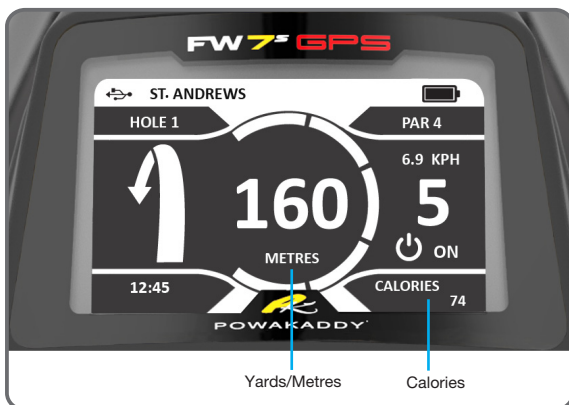 FW7s GPS
ST. ANDREWS
HOLE 1
PAR 4
160
METRES
6.9 KPH
5
ON
12:45
CALORIES
74
POWAKADDY
Yards/Metres
Calories